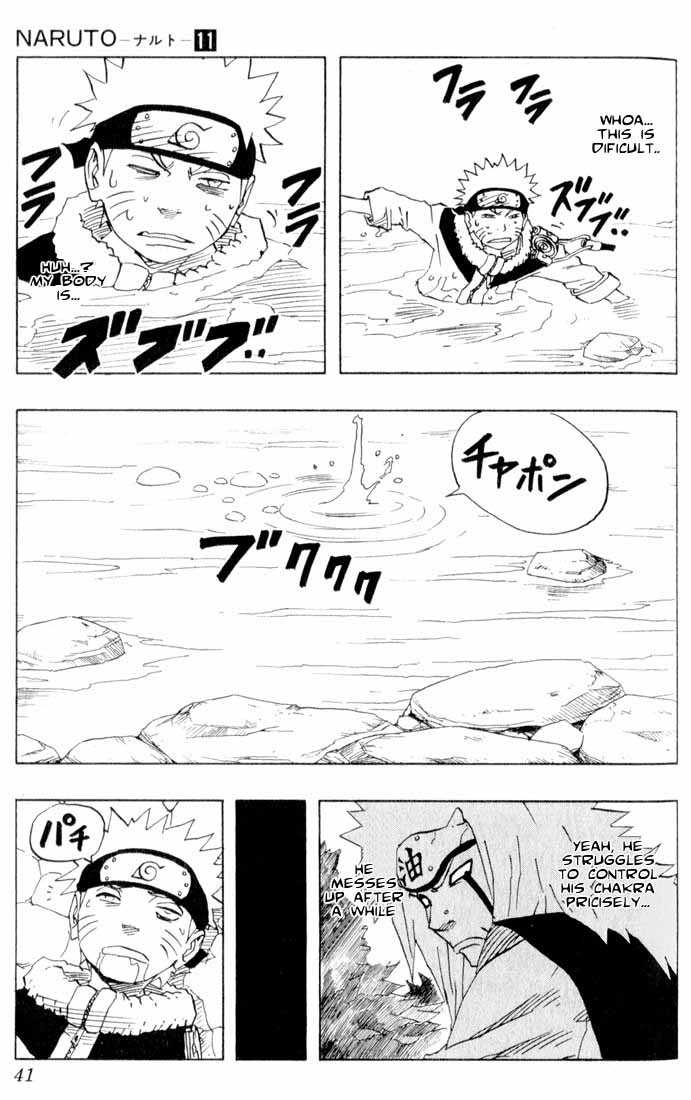 NARUTO ―ナルト― 11
フラ
フラ
WHOA...
THIS IS
DIFICULT..
ズブブ゙..
フラ
フラ
HUH...?
MY BODY
IS...
ズブブ゙..
チャポン
ブククク
油
YEAH, HE
STRUGGLES
TO CONTROL
HIS CHAKRA
PRICISELY...
HE
MESSES
UP AFTER
A WHILE
パチ
41